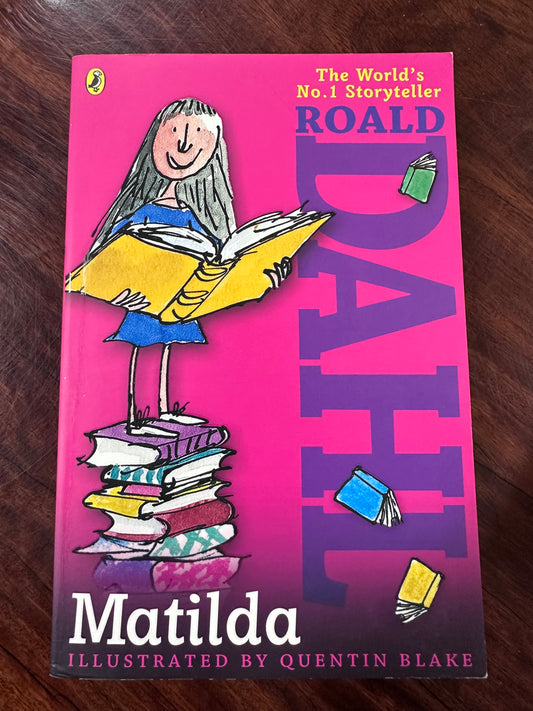 The World's
No.1 Storyteller
ROALD
DAHL
Matilda
ILLUSTRATED BY QUENTIN BLAKE